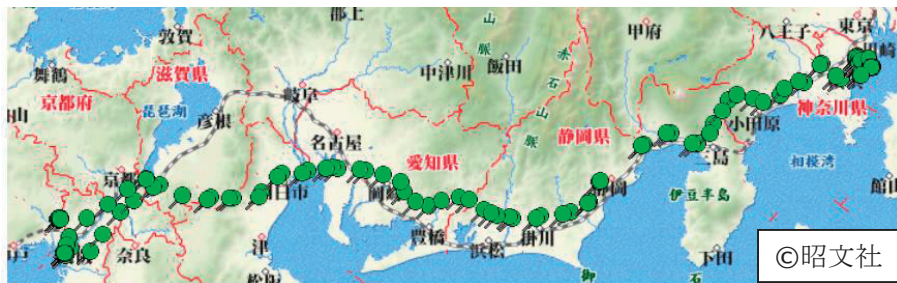 郡上
敦賀
八王子
東京
甲府
川崎
舞鶴
滋賀県
中津川
飯田
山脈
赤石山脈
京都府
岐阜
神奈川県
琵琶湖
彦根
静岡県
小田原
名古屋
愛知県
三島
相模湾
京都
四日市
伊豆半島
館山
豊橋
掛川
浜松
津
奈良
下田
©昭文社